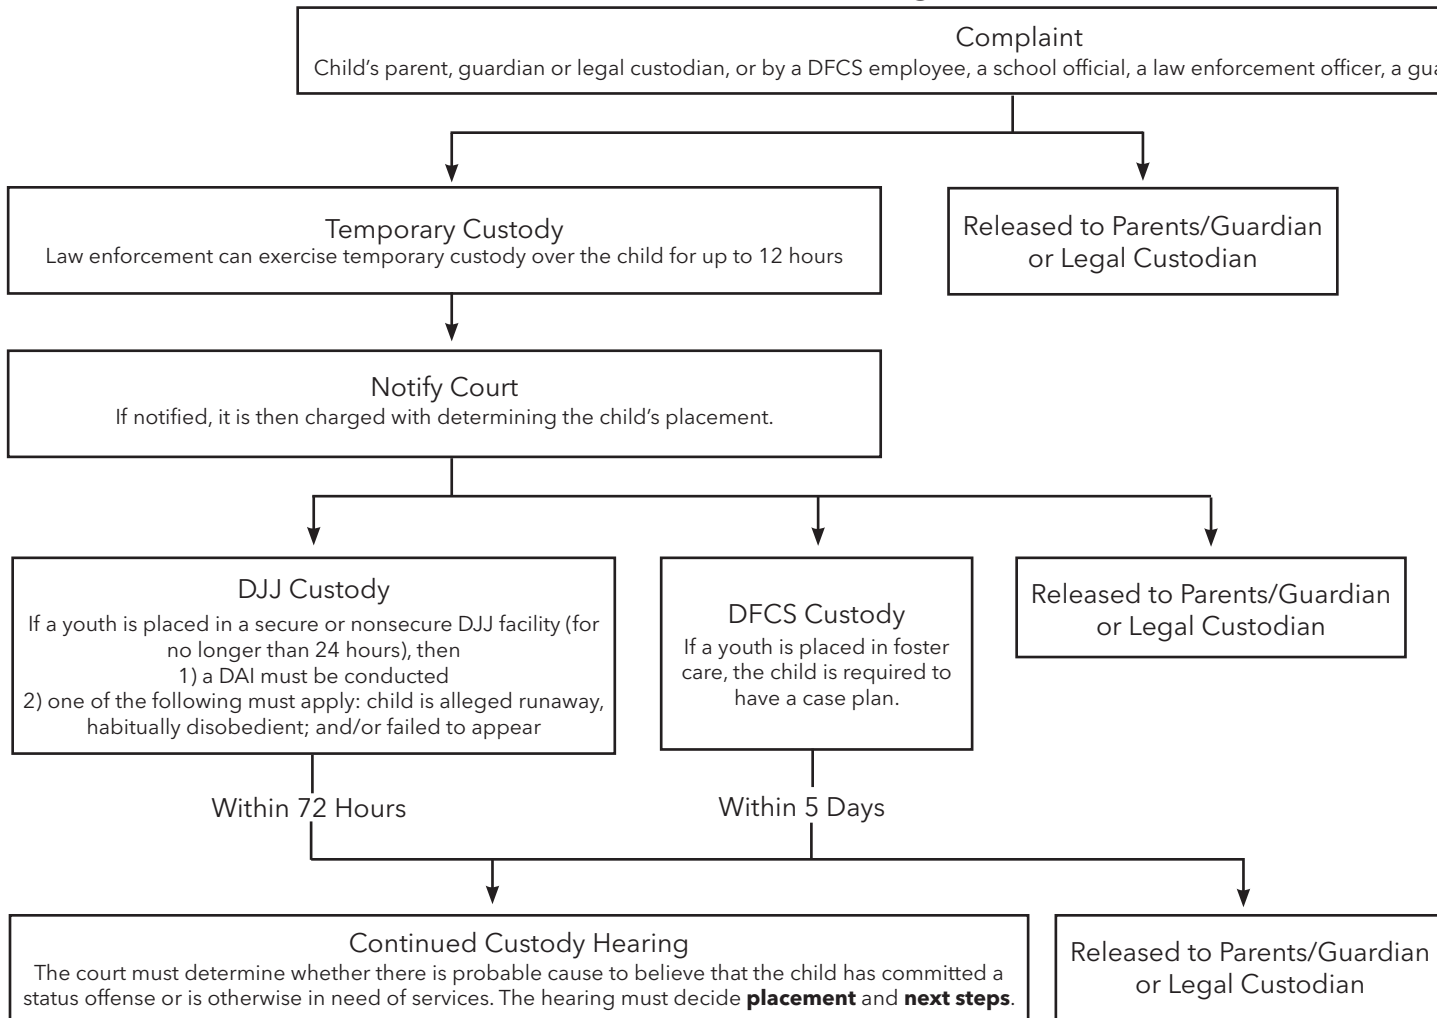 Complaint
Child's parent, guardian or legal custodian, or by a DFCS employee, a school official, a law enforcement officer, a
Temporary Custody
Law enforcement can exercise temporary custody over the child for up to 12 hours
Released to Parents/Guardian
or Legal Custodian
Notify Court
If notified, it is then charged with determining the child's placement.
DJJ Custody
If a youth is placed in a secure or nonsecure DJJ facility (for
no longer than 24 hours), then
1) a DAI must be conducted
2) one of the following must apply: child is alleged runaway,
habitually disobedient; and/or failed to appear
DFCS Custody
If a youth is placed in foster
care, the child is required to
have a case plan.
Released to Parents/Guardian
or Legal Custodian
Within 72 Hours
Within 5 Days
Continued Custody Hearing
The court must determine whether there is probable cause to believe that the child has committed a
status offense or is otherwise in need of services. The hearing must decide placement and next steps.
Released to Parents/Guardian
or Legal Custodian